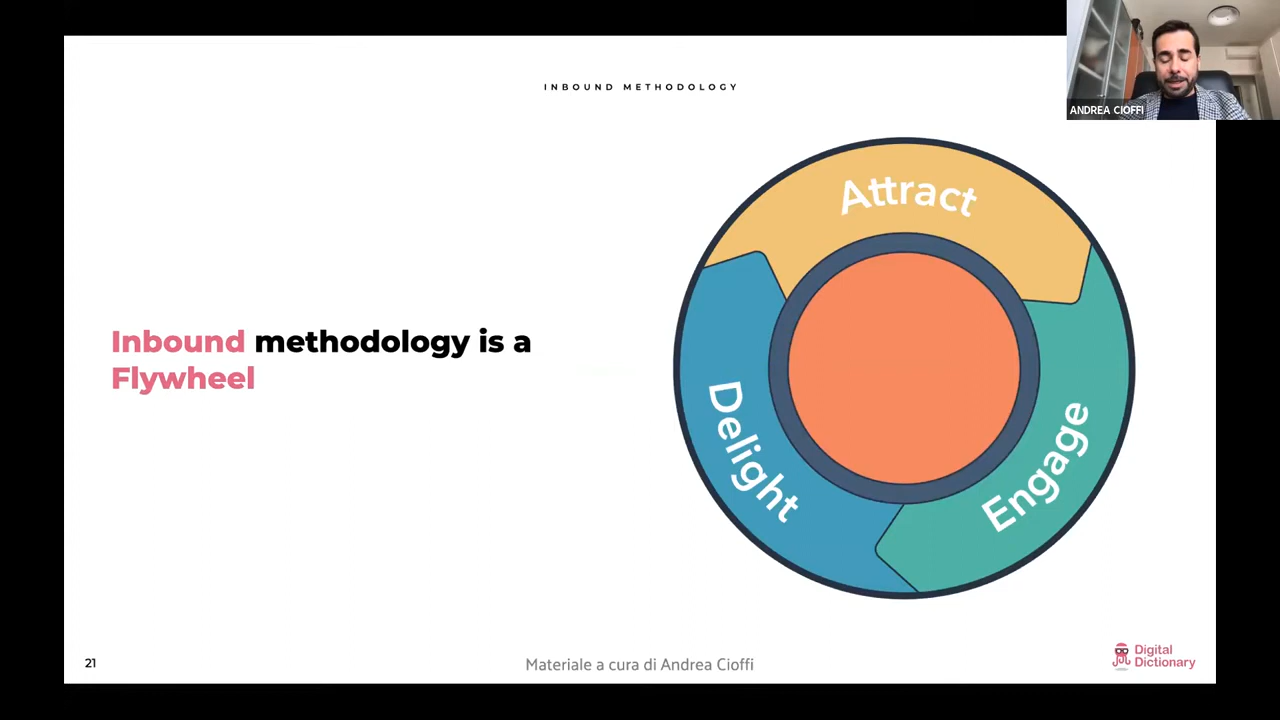 INBOUND METHODOLOGY
ANDREA CIOFFI
Attract
Inbound methodology is a
Flywheel
Delight
Engage
21
Materiale a cura di Andrea Cioffi
Digital
Dictionary